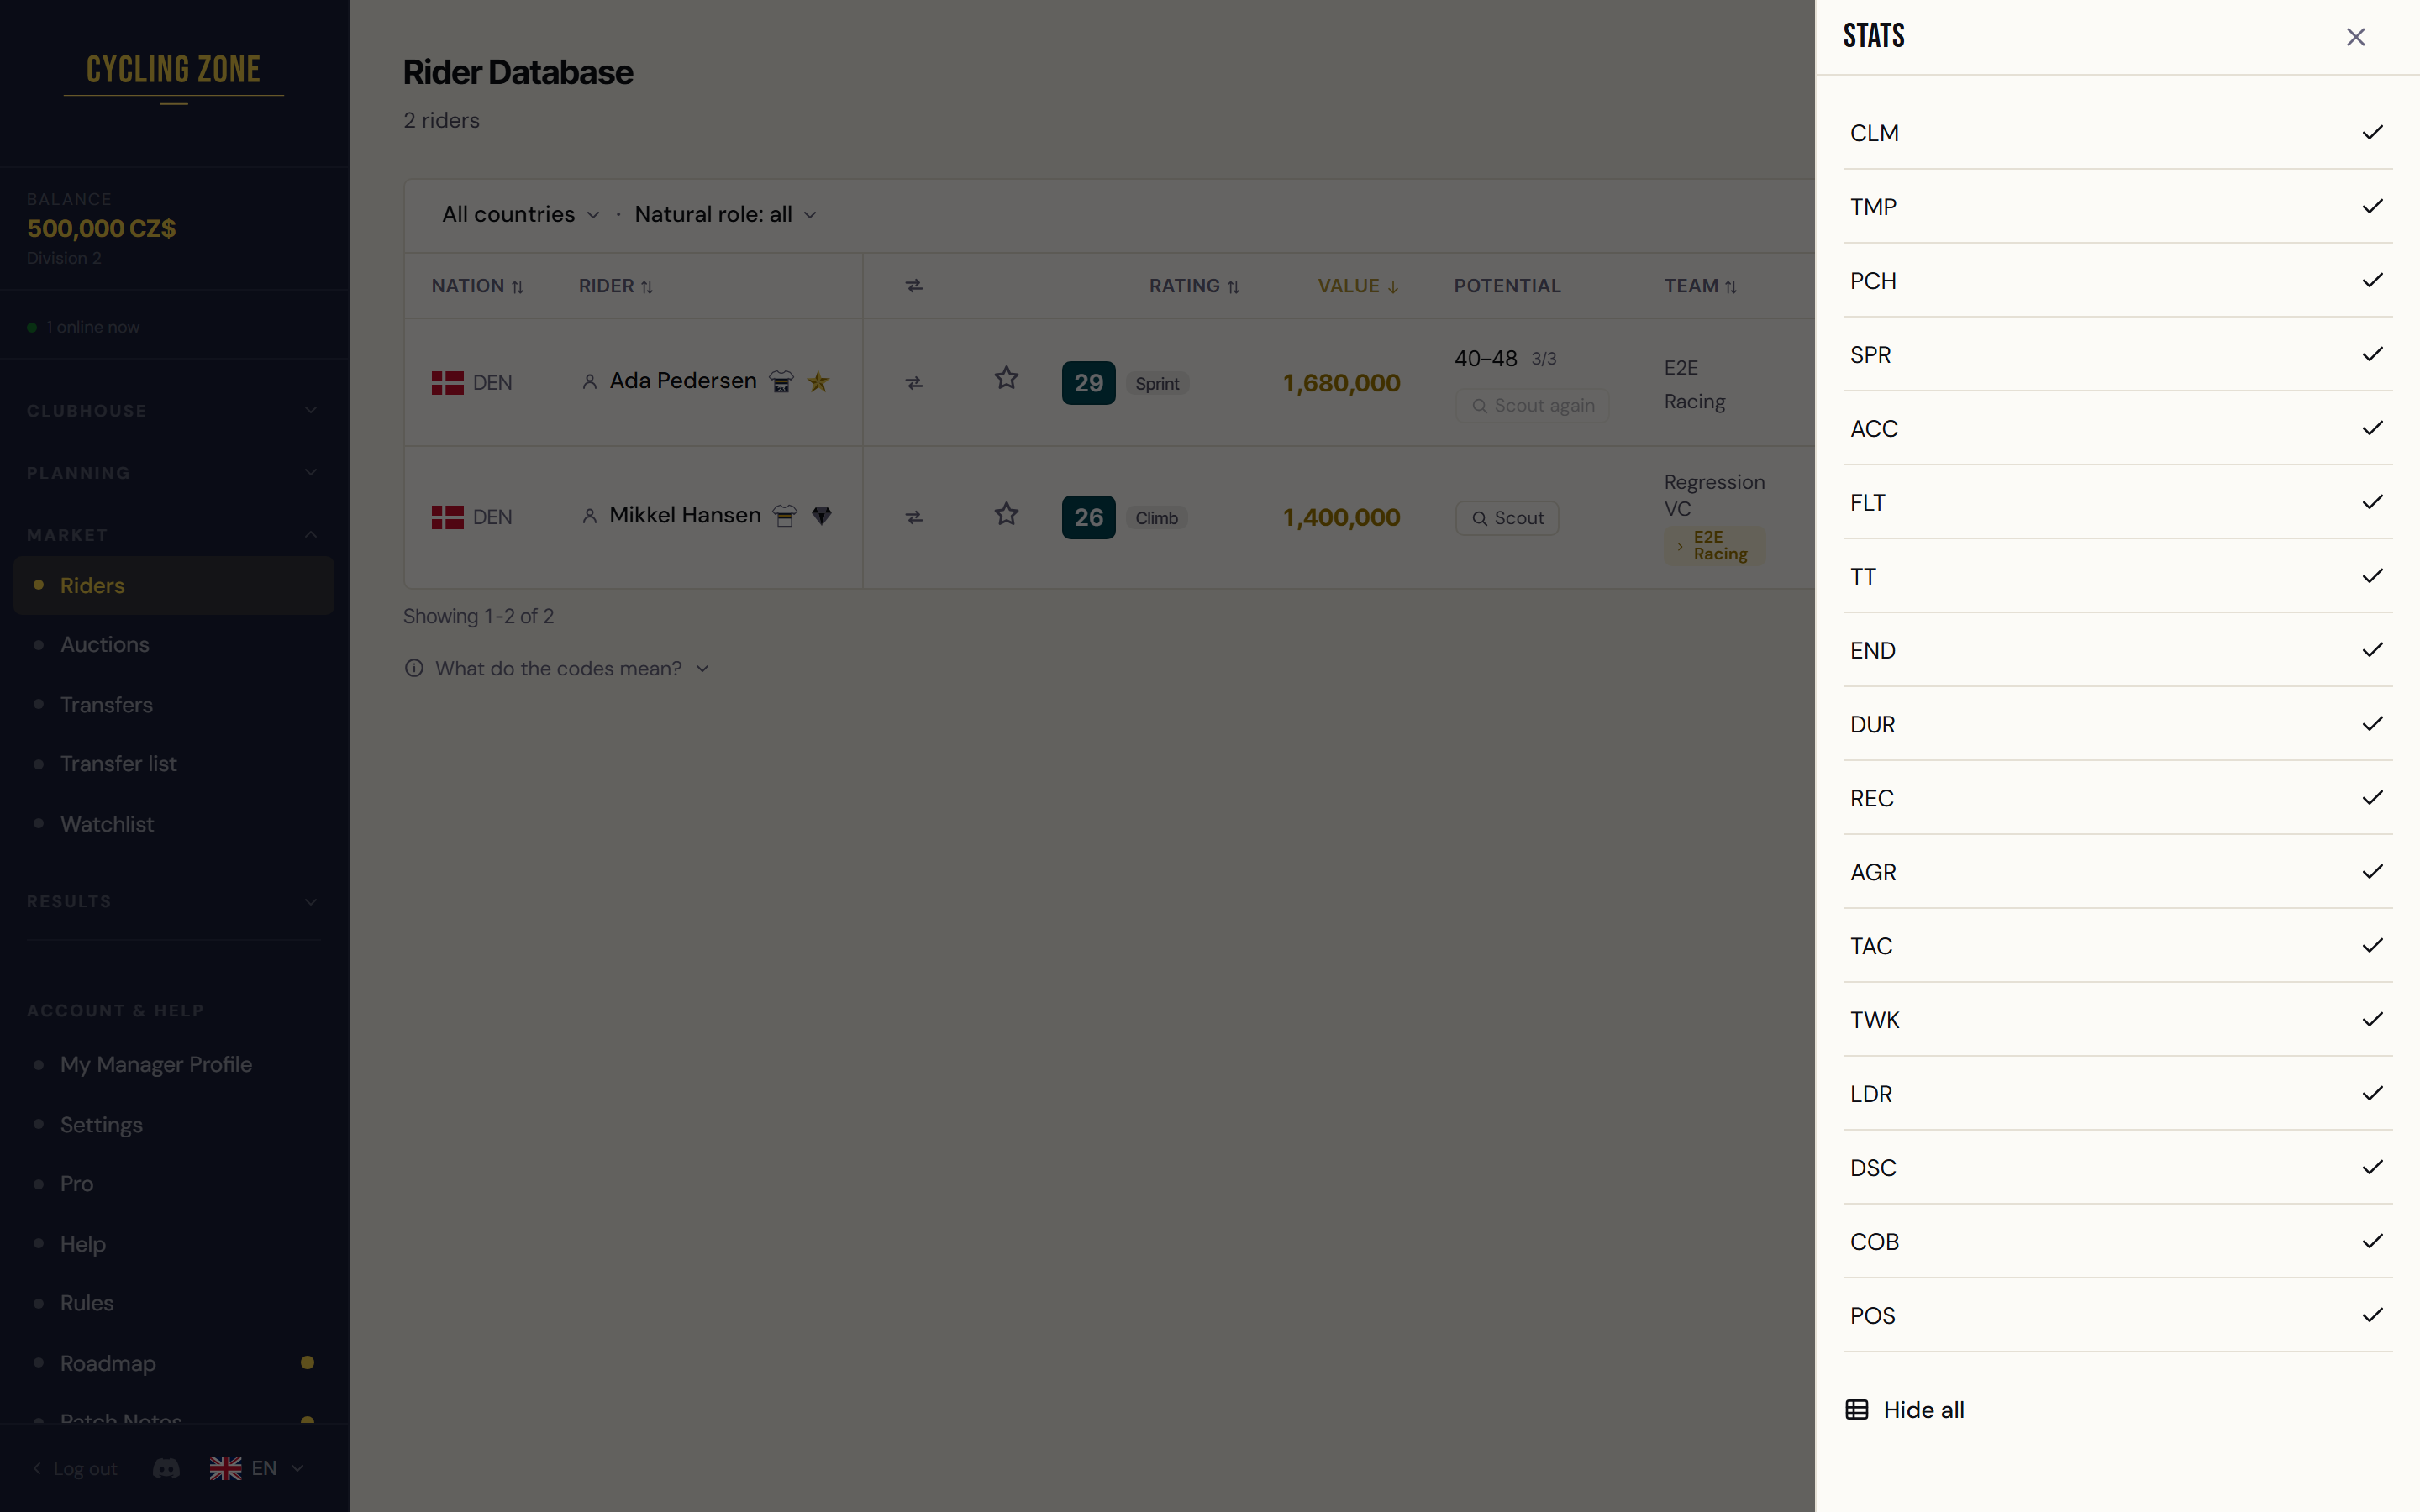 CYCLING ZONE
BALANCE
500,000 CZ$
Division 2
1 online now
CLUBHOUSE
PLANNING
MARKET
Riders
Auctions
Transfers
Transfer list
Watchlist
RESULTS
ACCOUNT & HELP
My Manager Profile
Settings
Pro
Help
Rules
Roadmap
Patch Notes
Log out
EN
Rider Database
2 riders
All countries · Natural role: all
NATION RIDER RATING VALUE POTENTIAL TEAM
DEN Ada Pedersen 23 29 Sprint 1,680,000 40–48 3/3 Scout again E2E Racing
DEN Mikkel Hansen 26 Climb 1,400,000 Scout Regression VC
E2E Racing
Showing 1-2 of 2
What do the codes mean?
STATS
CLM
TMP
PCH
SPR
ACC
FLT
TT
END
DUR
REC
AGR
TAC
TWK
LDR
DSC
COB
POS
Hide all